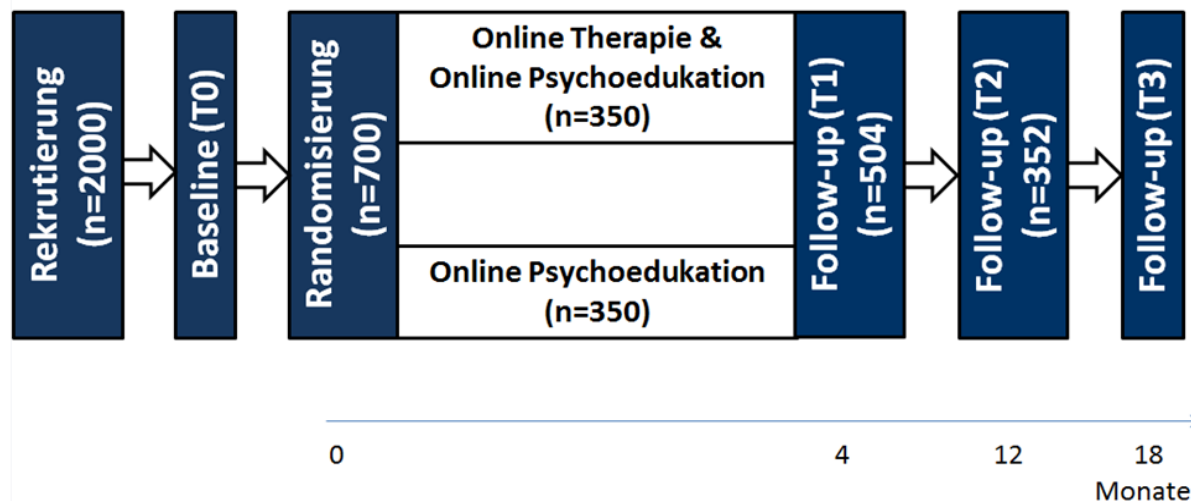 Rekrutierung
(n=2000)
Baseline (T0)
Randomisierung
(n=700)
Online Therapie &
Online Psychoedukation
(n=350)
Online Psychoedukation
(n=350)
Follow-up (T1)
(n=504)
Follow-up (T2)
(n=352)
Follow-up (T3)
0
4
12
18
Monate